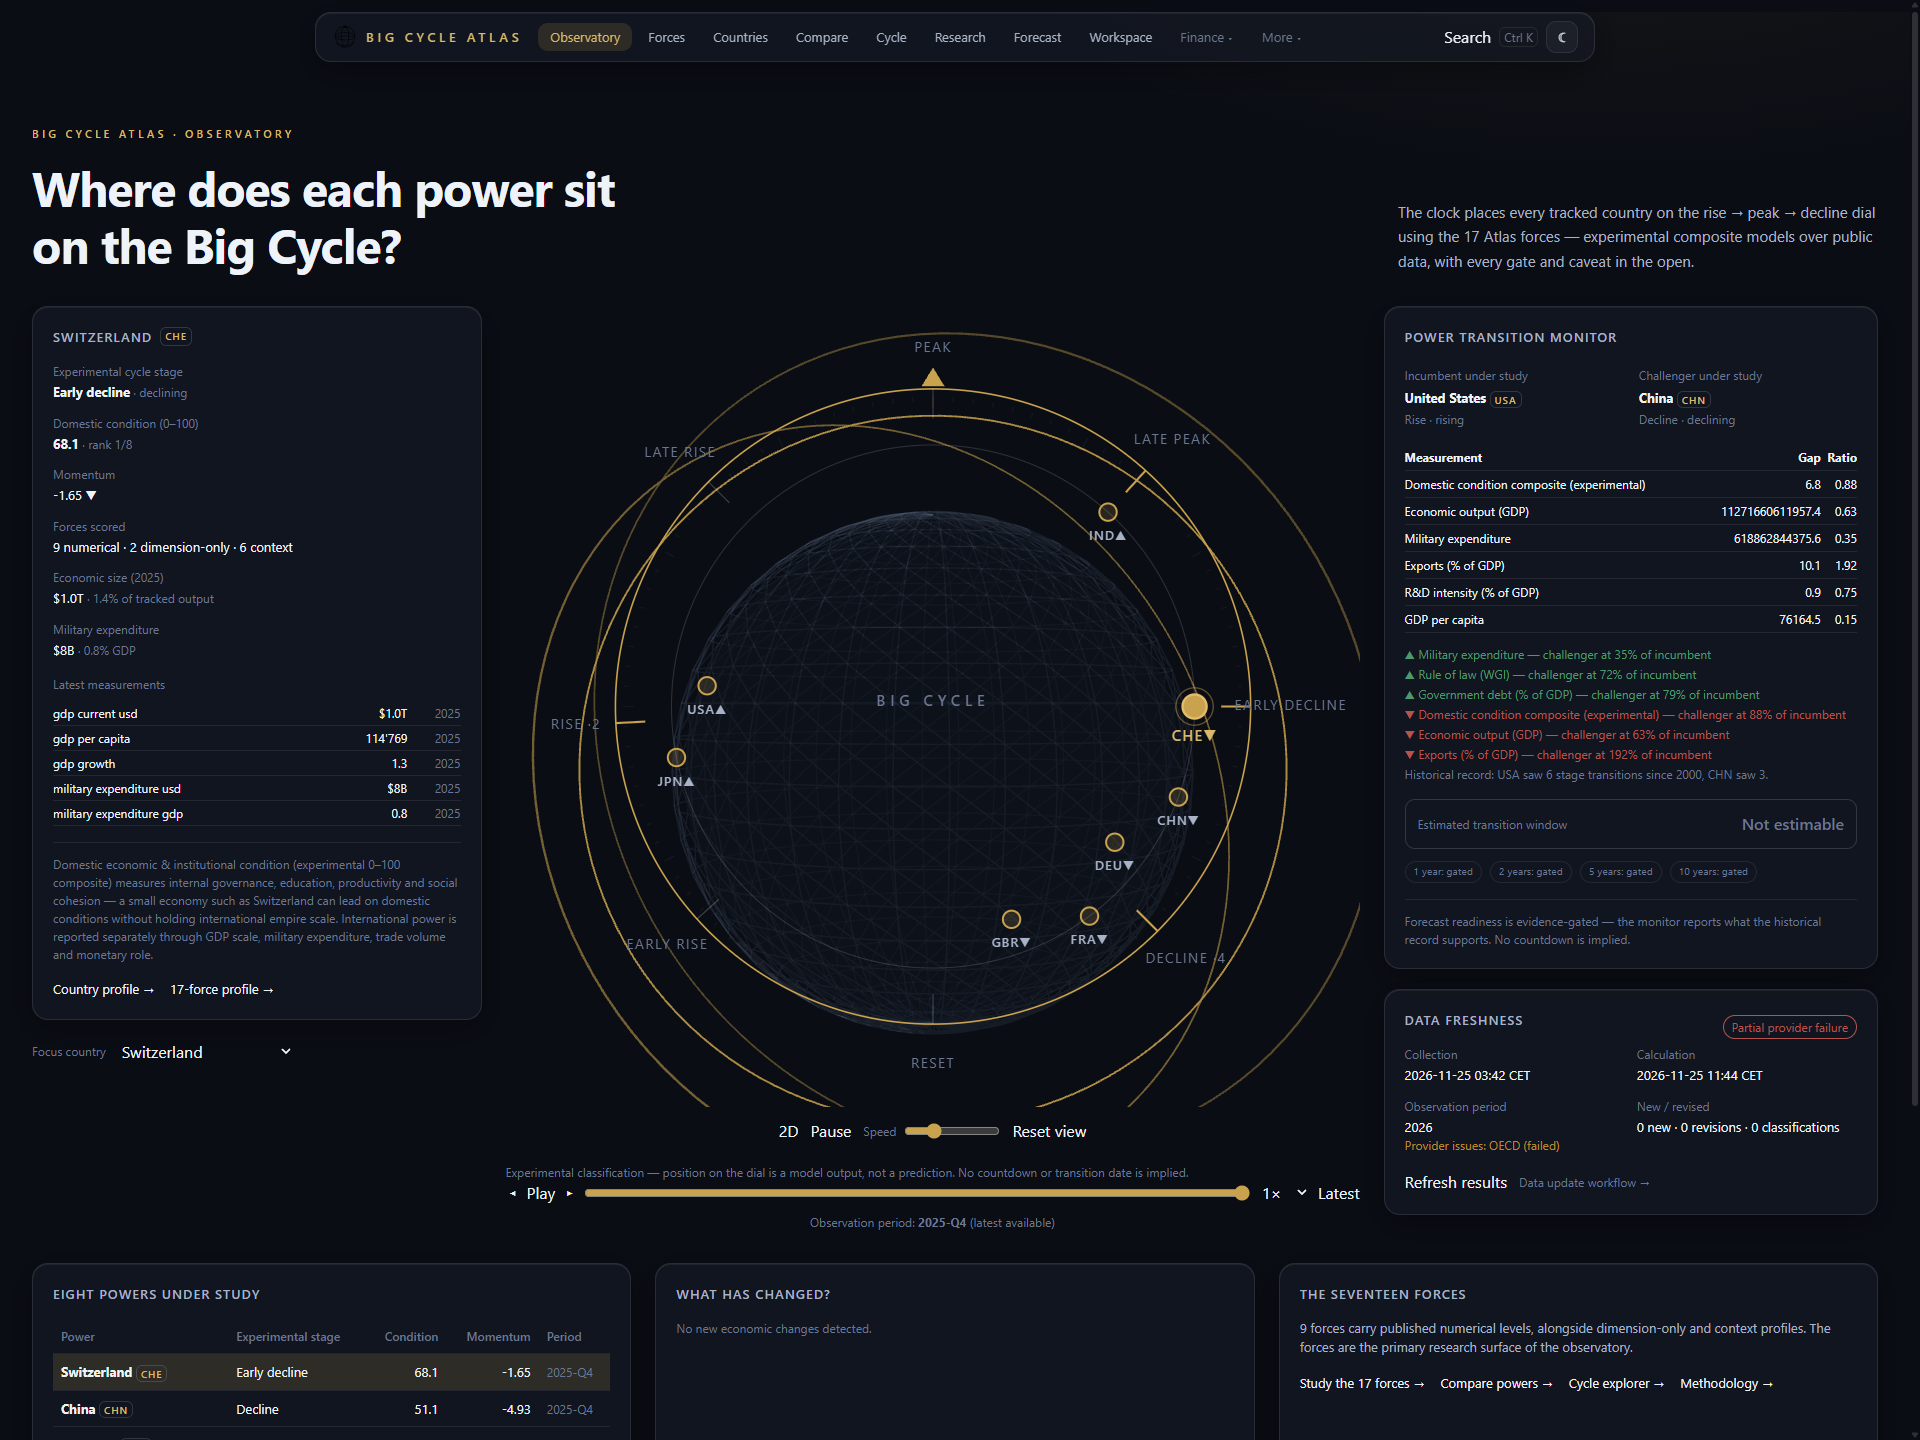 BIG CYCLE ATLAS Observatory Forces Countries Compare Cycle Research Forecast Workspace Finance More Search Ctrl K
BIG CYCLE ATLAS · OBSERVATORY
Where does each power sit
on the Big Cycle?
The clock places every tracked country on the rise → peak → decline dial
using the 17 Atlas forces — experimental composite models over public
data, with every gate and caveat in the open.
SWITZERLAND CHE
Experimental cycle stage
Early decline · declining
Domestic condition (0–100)
68.1 · rank 1/8
Momentum
-1.65 ▼
Forces scored
9 numerical · 2 dimension-only · 6 context
Economic size (2025)
$1.0T · 1.4% of tracked output
Military expenditure
$8B · 0.8% GDP
Latest measurements
gdp current usd $1.0T 2025
gdp per capita 114'769 2025
gdp growth 1.3 2025
military expenditure usd $8B 2025
military expenditure gdp 0.8 2025
Domestic economic & institutional condition (experimental 0–100
composite) measures internal governance, education, productivity and social
cohesion — a small economy such as Switzerland can lead on domestic
conditions without holding international empire scale. International power is
reported separately through GDP scale, military expenditure, trade volume
and monetary role.
Country profile → 17-force profile →
Focus country Switzerland
PEAK
LATE RISE
LATE PEAK
IND▲
BIG CYCLE
USA▲
RISE ·2
EARLY DECLINE
CHE▼
JPN▲
CHN▼
DEU▼
GBR▼
FRA▼
EARLY RISE
DECLINE ·4
RESET
2D Pause Speed Reset view
Experimental classification — position on the dial is a model output, not a prediction. No countdown or transition date is implied.
◂ Play ▸ 1× Latest
Observation period: 2025-Q4 (latest available)
POWER TRANSITION MONITOR
Incumbent under study Challenger under study
United States USA China CHN
Rise · rising Decline · declining
Measurement Gap Ratio
Domestic condition composite (experimental) 6.8 0.88
Economic output (GDP) 11271660611957.4 0.63
Military expenditure 618862844375.6 0.35
Exports (% of GDP) 10.1 1.92
R&D intensity (% of GDP) 0.9 0.75
GDP per capita 76164.5 0.15
▲ Military expenditure — challenger at 35% of incumbent
▲ Rule of law (WGI) — challenger at 72% of incumbent
▲ Government debt (% of GDP) — challenger at 79% of incumbent
▼ Domestic condition composite (experimental) — challenger at 88% of incumbent
▼ Economic output (GDP) — challenger at 63% of incumbent
▼ Exports (% of GDP) — challenger at 192% of incumbent
Historical record: USA saw 6 stage transitions since 2000, CHN saw 3.
Estimated transition window Not estimable
1 year: gated 2 years: gated 5 years: gated 10 years: gated
Forecast readiness is evidence-gated — the monitor reports what the historical
record supports. No countdown is implied.
DATA FRESHNESS Partial provider failure
Collection Calculation
2026-11-25 03:42 CET 2026-11-25 11:44 CET
Observation period New / revised
2026 0 new · 0 revisions · 0 classifications
Provider issues: OECD (failed)
Refresh results Data update workflow →
EIGHT POWERS UNDER STUDY
Power Experimental stage Condition Momentum Period
Switzerland CHE Early decline 68.1 -1.65 2025-Q4
China CHN Decline 51.1 -4.93 2025-Q4
WHAT HAS CHANGED?
No new economic changes detected.
THE SEVENTEEN FORCES
9 forces carry published numerical levels, alongside dimension-only and context profiles. The
forces are the primary research surface of the observatory.
Study the 17 forces → Compare powers → Cycle explorer → Methodology →